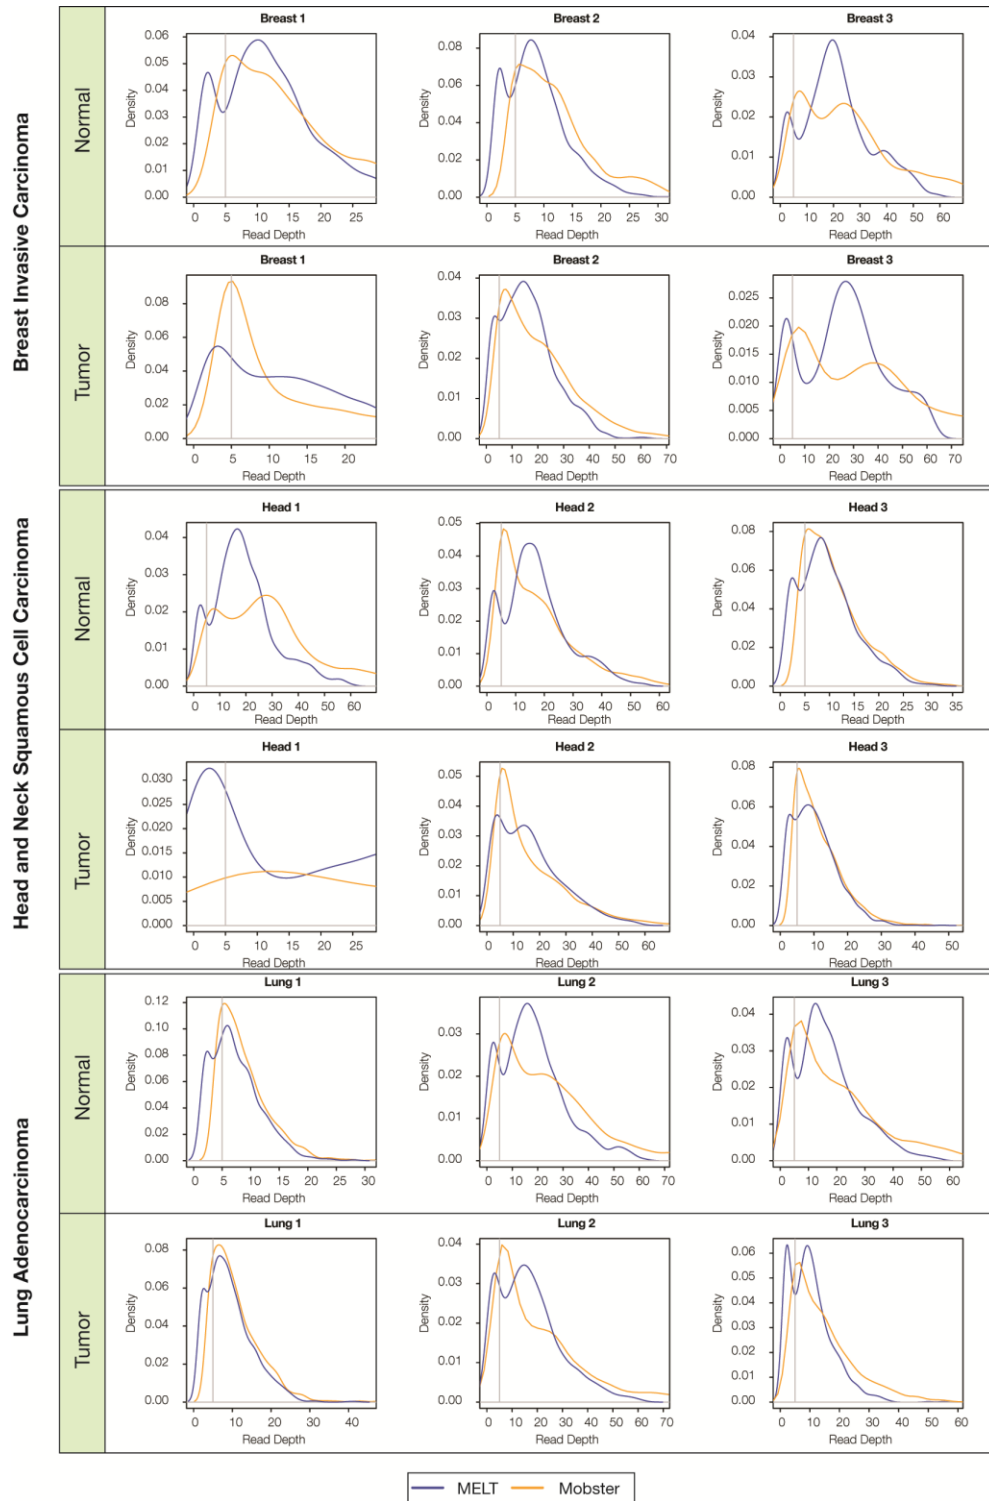 Breast Invasive Carcinoma
Normal
Breast 1
Density
0.06
0.05
0.04
0.03
0.02
0.01
0.00
0 5 10 15 20 25
Read Depth
Breast 2
Density
0.08
0.06
0.04
0.02
0.00
0 5 10 15 20 25 30
Read Depth
Breast 3
Density
0.04
0.03
0.02
0.01
0.00
0 10 20 30 40 50 60
Read Depth
Tumor
Breast 1
Density
0.08
0.06
0.04
0.02
0.00
0 5 10 15 20
Read Depth
Breast 2
Density
0.04
0.03
0.02
0.01
0.00
0 10 20 30 40 50 60 70
Read Depth
Breast 3
Density
0.025
0.020
0.015
0.010
0.005
0.000
0 10 20 30 40 50 60 70
Read Depth
Head and Neck Squamous Cell Carcinoma
Normal
Head 1
Density
0.04
0.03
0.02
0.01
0.00
0 10 20 30 40 50 60
Read Depth
Head 2
Density
0.05
0.04
0.03
0.02
0.01
0.00
0 10 20 30 40 50 60
Read Depth
Head 3
Density
0.08
0.06
0.04
0.02
0.00
0 5 10 15 20 25 30 35
Read Depth
Tumor
Head 1
Density
0.030
0.025
0.020
0.015
0.010
0.005
0.000
0 5 10 15 20 25
Read Depth
Head 2
Density
0.05
0.04
0.03
0.02
0.01
0.00
0 10 20 30 40 50 60
Read Depth
Head 3
Density
0.08
0.06
0.04
0.02
0.00
0 10 20 30 40 50
Read Depth
Lung Adenocarcinoma
Normal
Lung 1
Density
0.12
0.10
0.08
0.06
0.04
0.02
0.00
0 5 10 15 20 25 30
Read Depth
Lung 2
Density
0.03
0.02
0.01
0.00
0 10 20 30 40 50 60 70
Read Depth
Lung 3
Density
0.04
0.03
0.02
0.01
0.00
0 10 20 30 40 50 60
Read Depth
Tumor
Lung 1
Density
0.08
0.06
0.04
0.02
0.00
0 10 20 30 40
Read Depth
Lung 2
Density
0.04
0.03
0.02
0.01
0.00
0 10 20 30 40 50 60 70
Read Depth
Lung 3
Density
0.06
0.05
0.04
0.03
0.02
0.01
0.00
0 10 20 30 40 50 60
Read Depth
MELT Mobster